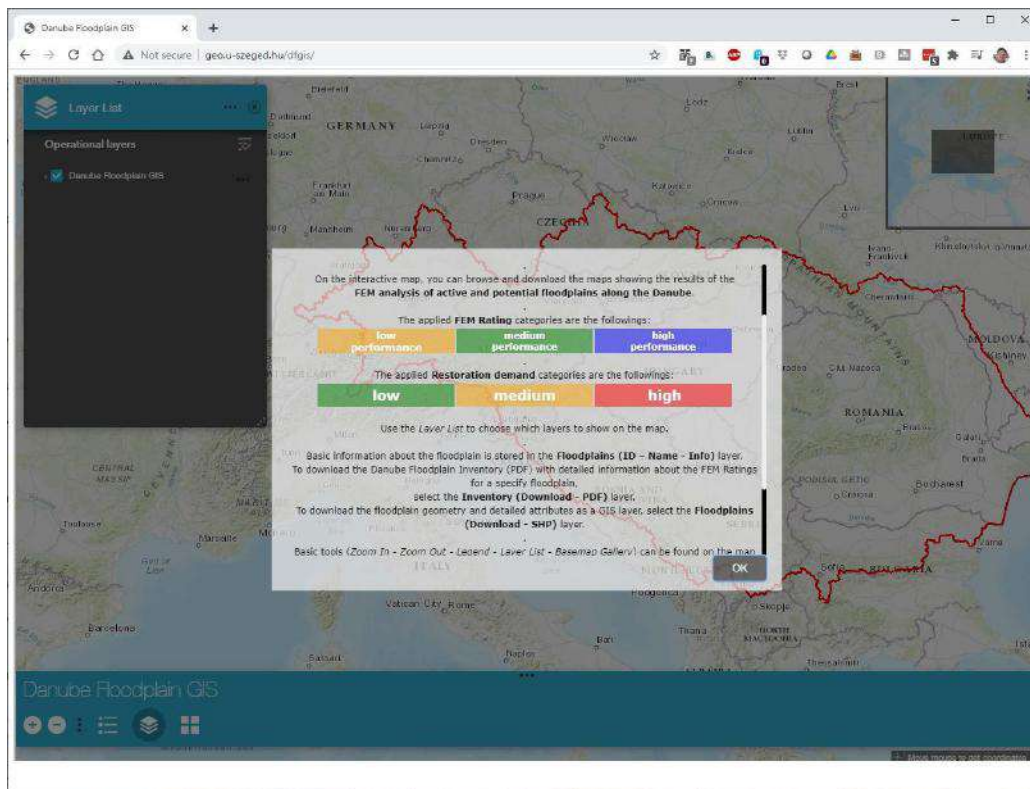 Danube Floodplain GIS
Not secure | geo.u-szeged.hu/dfgis/
Layer List
Operational layers
Danube Floodplain GIS
On the interactive map, you can browse and download the maps showing the results of the
FEM analysis of active and potential floodplains along the Danube.
The applied FEM Rating categories are the followings:
low performance
medium performance
high performance
The applied Restoration demand categories are the followings:
low
medium
high
Use the Layer List to choose which layers to show on the map.
Basic information about the floodplain is stored in the Floodplains (ID – Name - Info) layer.
To download the Danube Floodplain Inventory (PDF) with detailed information about the FEM Ratings
for a specify floodplain,
select the Inventory (Download - PDF) layer.
To download the floodplain geometry and detailed attributes as a GIS layer, select the Floodplains
(Download - SHP) layer.
Basic tools (Zoom In - Zoom Out - Legend - Layer List - Basemap Gallery) can be found on the map
OK
Bielefeld
GERMANY
Leipzig
Dresden
Chemnitz
Wroclaw
Lodz
Lublin
Brest
Frankfurt
am Main
Prague
Katowice
Mannheim
Nuremberg
CZECHIA
Lviv
Ivano-
Frankivsk
Chernivtsi
MOLDOVA
ROMANIA
Galati
Bucharest
Craiova
Varna
Sofia
BULGARIA
Toulouse
Marseille
Andorra
Barcelona
ITALY
Vatican City
Rome
Naples
Bari
Podgorica
Skopje
Tirana
NORTH
MACEDONIA
Thessaloniki
EUROPE
Danube Floodplain GIS
Move mouse to get coordinates